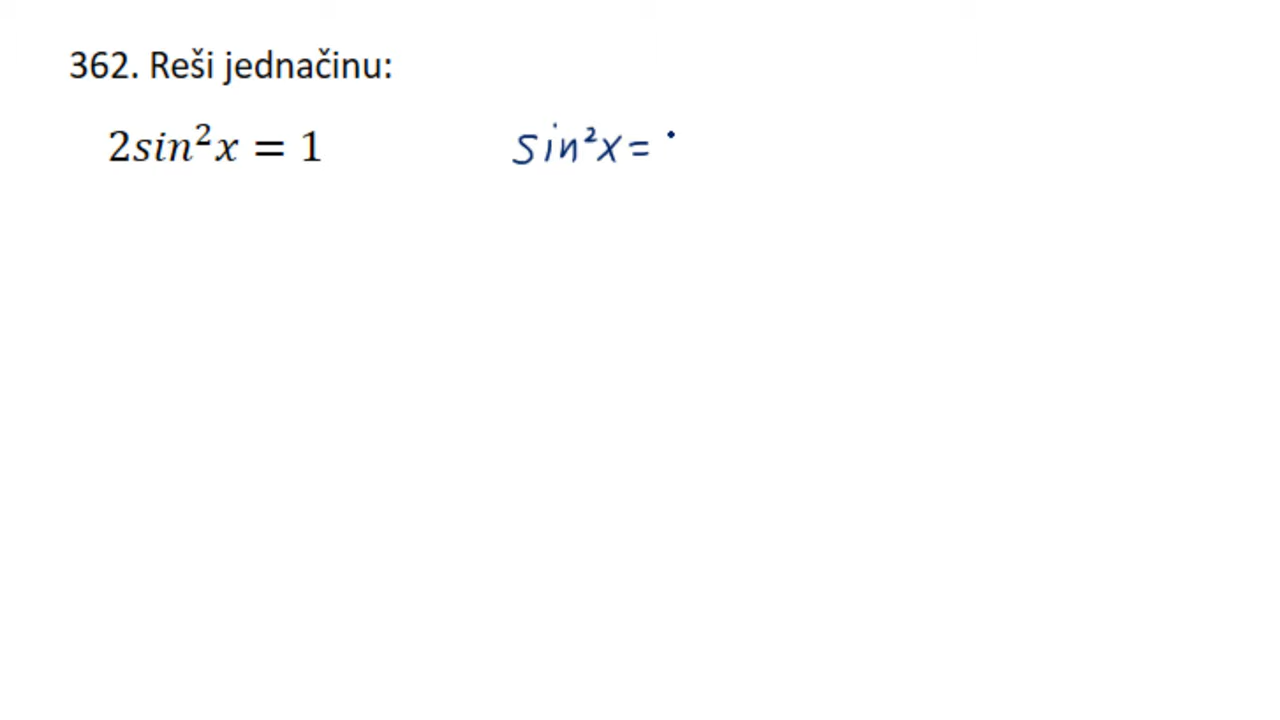 362. Reši jednačinu:
2sin²x = 1
sin²x =